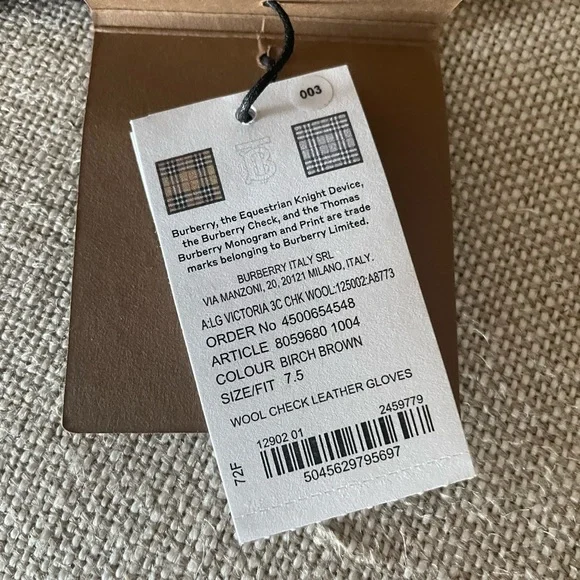 003
Burberry, the Equestrian Knight Device,
the Burberry Check, and the Thomas
Burberry Monogram and Print are trade
marks belonging to Burberry Limited.
BURBERRY ITALY SRL
VIA MANZONI, 20, 20121 MILANO, ITALY.
A:LG VICTORIA 3C CHK WOOL:125002:A8773
ORDER No 4500654548
ARTICLE 8059680 1004
COLOUR BIRCH BROWN
SIZE/FIT 7.5
WOOL CHECK LEATHER GLOVES
12902 01 2459779
72F
5045629795697